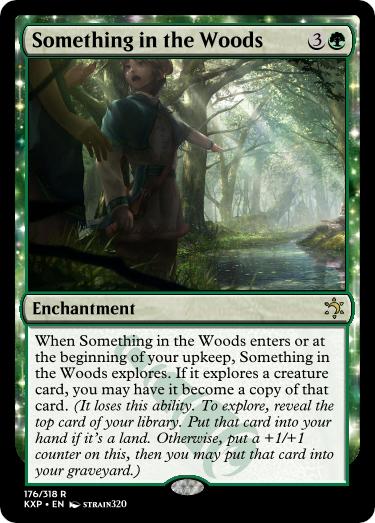 Something in the Woods 3
Enchantment
When Something in the Woods enters or at
the beginning of your upkeep, Something in
the Woods explores. If it explores a creature
card, you may have it become a copy of that
card. (It loses this ability. To explore, reveal the
top card of your library. Put that card into your
hand if it's a land. Otherwise, put a +1/+1
counter on this, then you may put that card into
your graveyard.)
176/318 R
KXP • EN STRAIN320